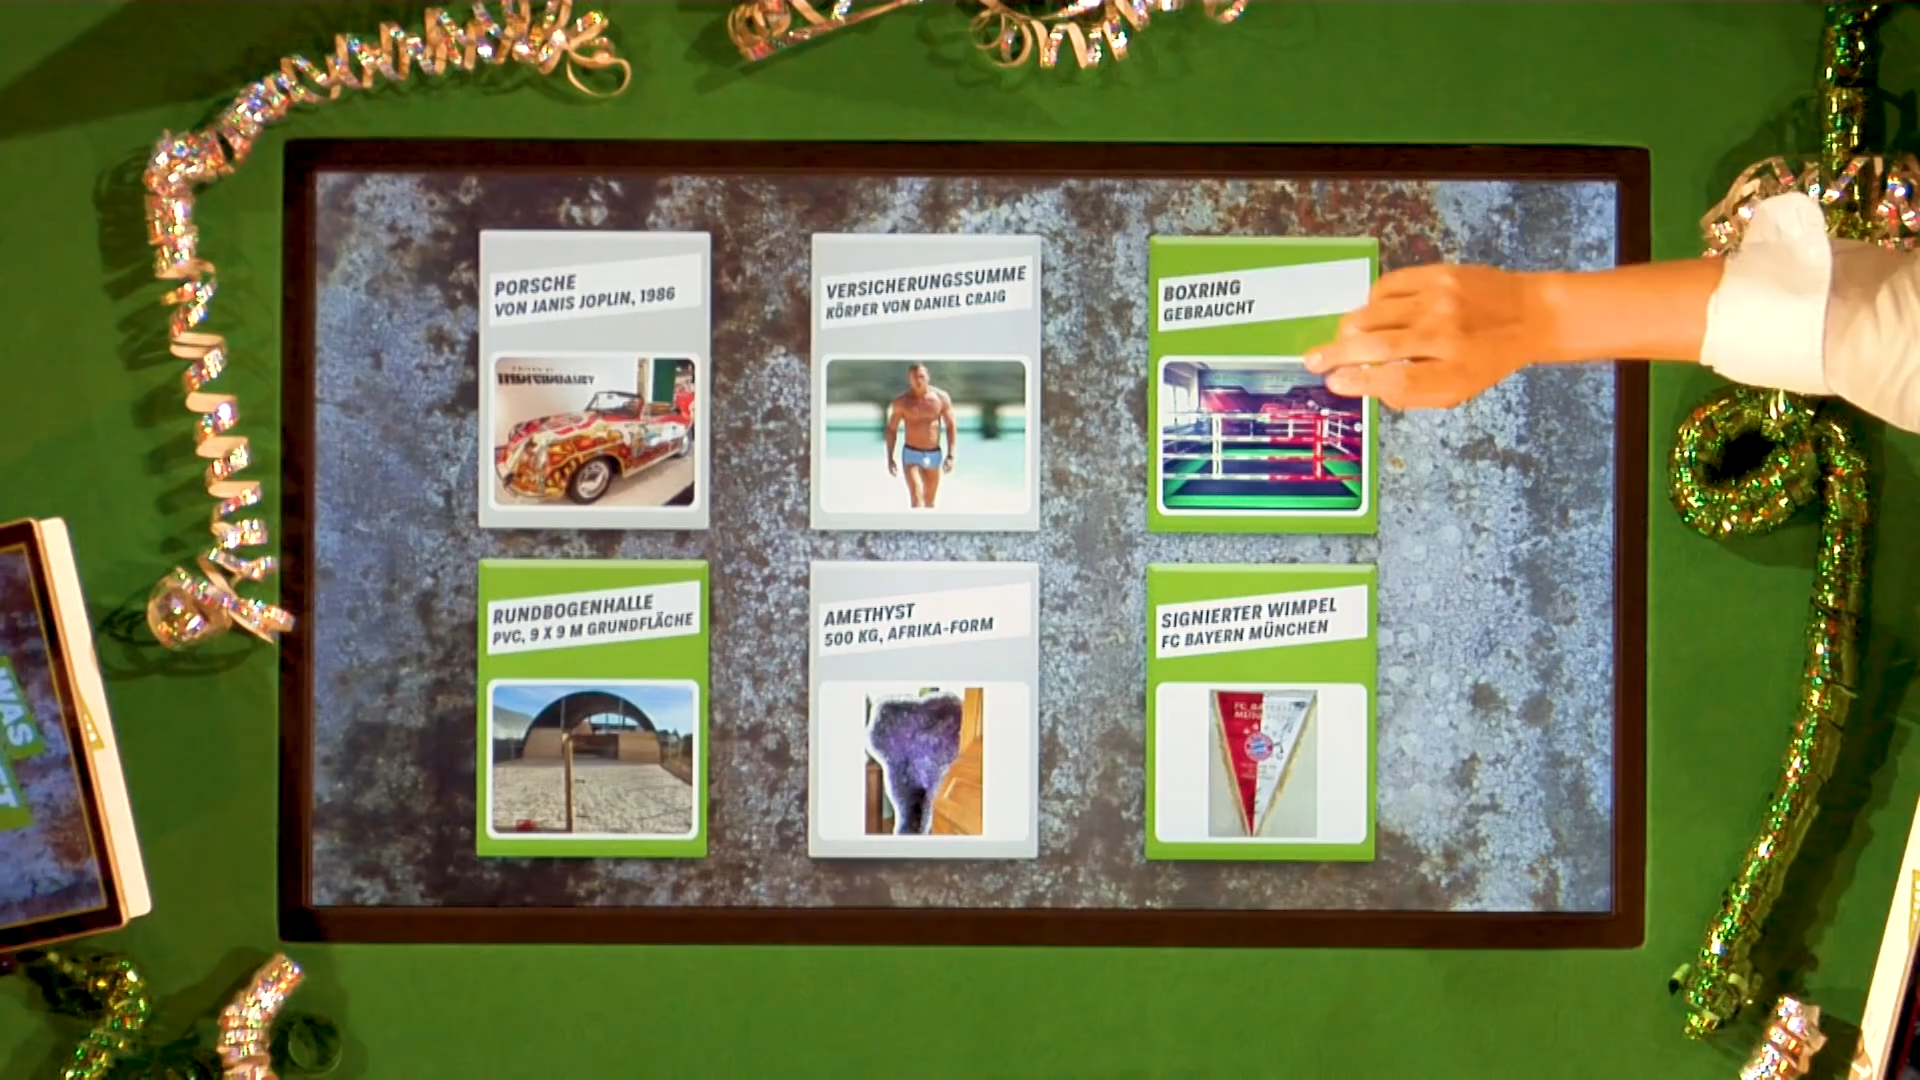 PORSCHE
VON JANIS JOPLIN, 1986
VERSICHERUNGSSUMME
KÖRPER VON DANIEL CRAIG
BOXRING
GEBRAUCHT
RUNDBOGENHALLE
PVC, 9 X 9 M GRUNDFLÄCHE
AMETHYST
500 KG, AFRIKA-FORM
SIGNIERTER WIMPEL
FC BAYERN MÜNCHEN
WAS